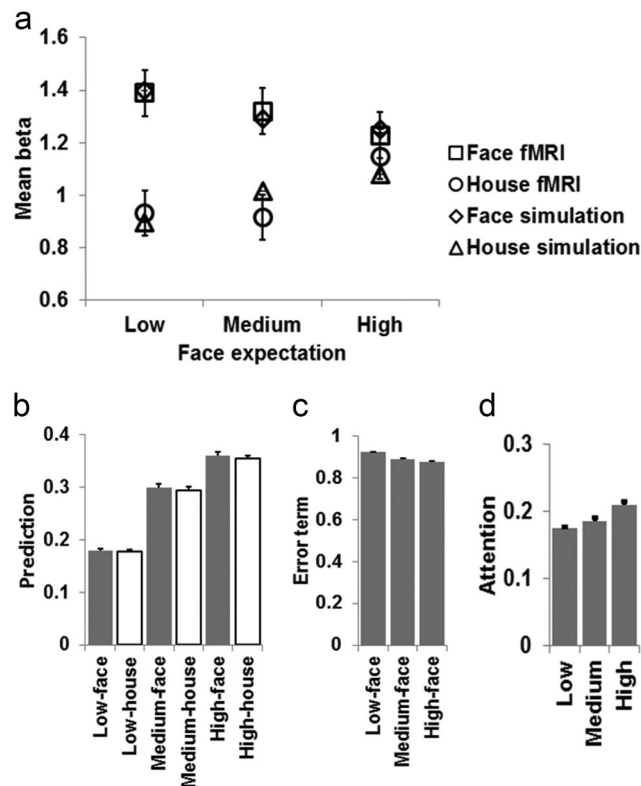 a
1.6
1.4
1.2
1
0.8
0.6
Mean beta
Low Medium High
Face expectation
Face fMRI
House fMRI
Face simulation
House simulation
b
0.4
0.3
0.2
0.1
0
Prediction
Low-face
Low-house
Medium-face
Medium-house
High-face
High-house
c
1
0.8
0.6
0.4
0.2
0
Error term
Low-face
Medium-face
High-face
d
0.3
0.2
0.1
0
Attention
Low
Medium
High